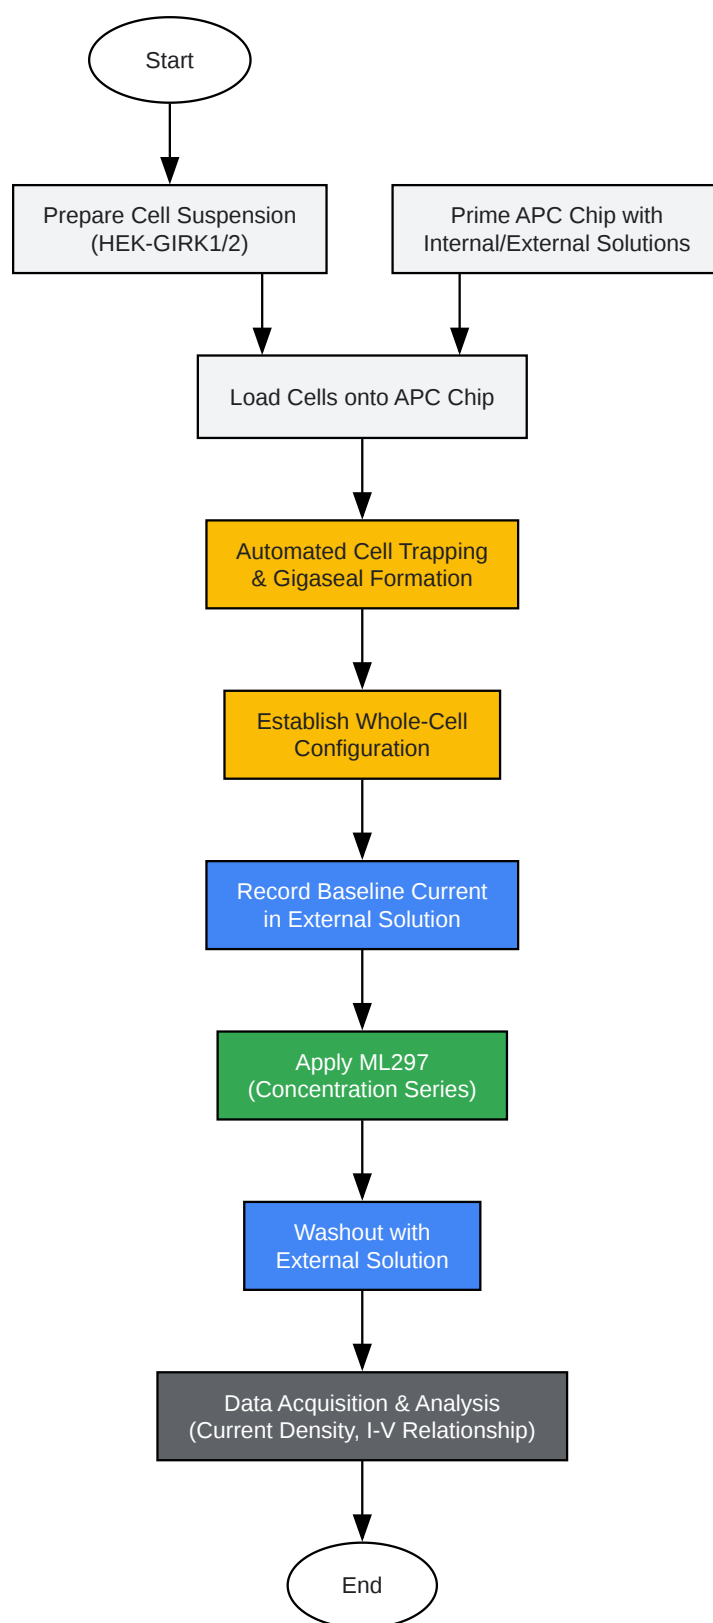 Start
Prepare Cell Suspension
(HEK-GIRK1/2)
Prime APC Chip with
Internal/External Solutions
Load Cells onto APC Chip
Automated Cell Trapping
& Gigaseal Formation
Establish Whole-Cell
Configuration
Record Baseline Current
in External Solution
Apply ML297
(Concentration Series)
Washout with
External Solution
Data Acquisition & Analysis
(Current Density, I-V Relationship)
End